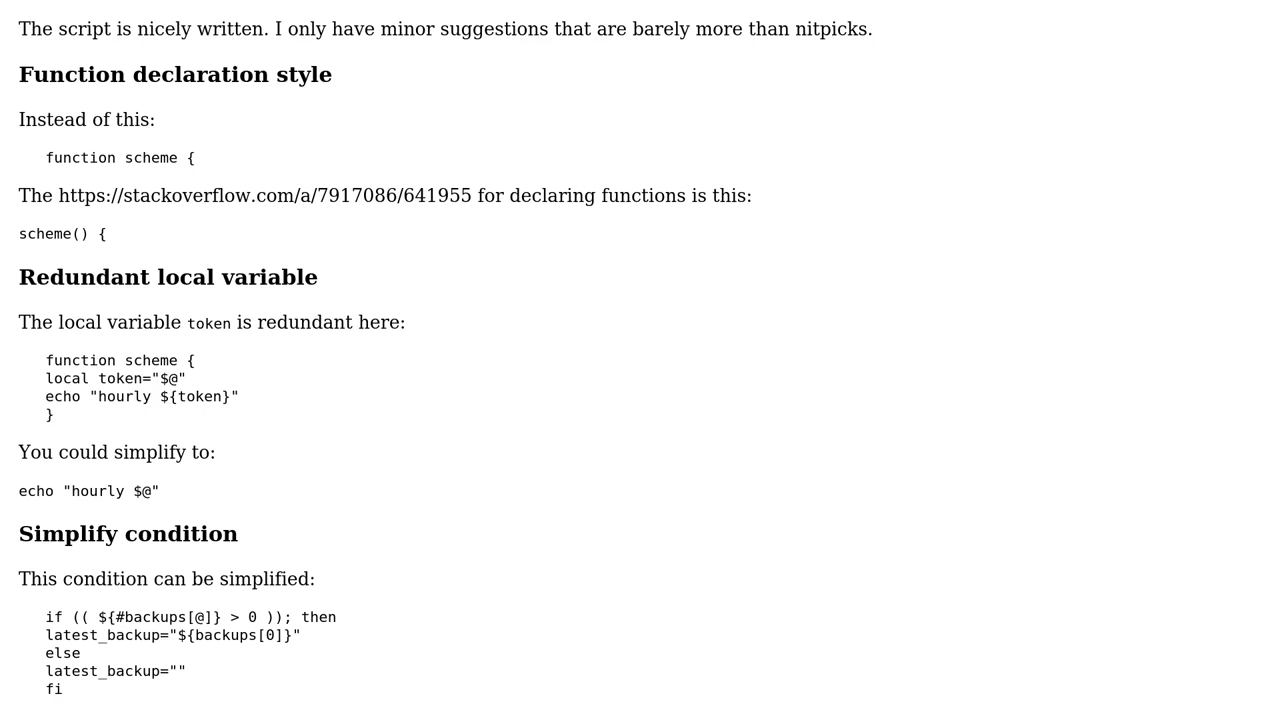 The script is nicely written. I only have minor suggestions that are barely more than nitpicks.
Function declaration style
Instead of this:
function scheme {
The https://stackoverflow.com/a/7917086/641955 for declaring functions is this:
scheme() {
Redundant local variable
The local variable token is redundant here:
function scheme {
local token="$@"
echo "hourly ${token}"
}
You could simplify to:
echo "hourly $@"
Simplify condition
This condition can be simplified:
if (( ${#backups[@]} > 0 )); then
latest_backup="${backups[0]}"
else
latest_backup=""
fi